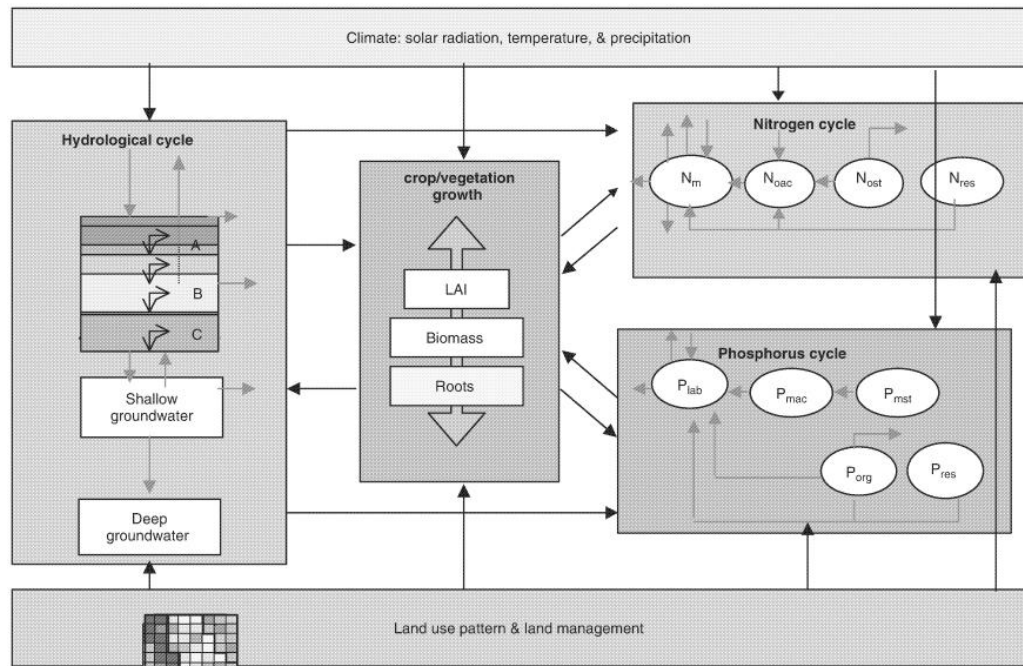 Climate: solar radiation, temperature, & precipitation
Hydrological cycle
A
B
C
Shallow
groundwater
Deep
groundwater
crop/vegetation
growth
LAI
Biomass
Roots
Nitrogen cycle
Nm
Noac
Nost
Nres
Phosphorus cycle
Plab
Pmac
Pmst
Porg
Pres
Land use pattern & land management